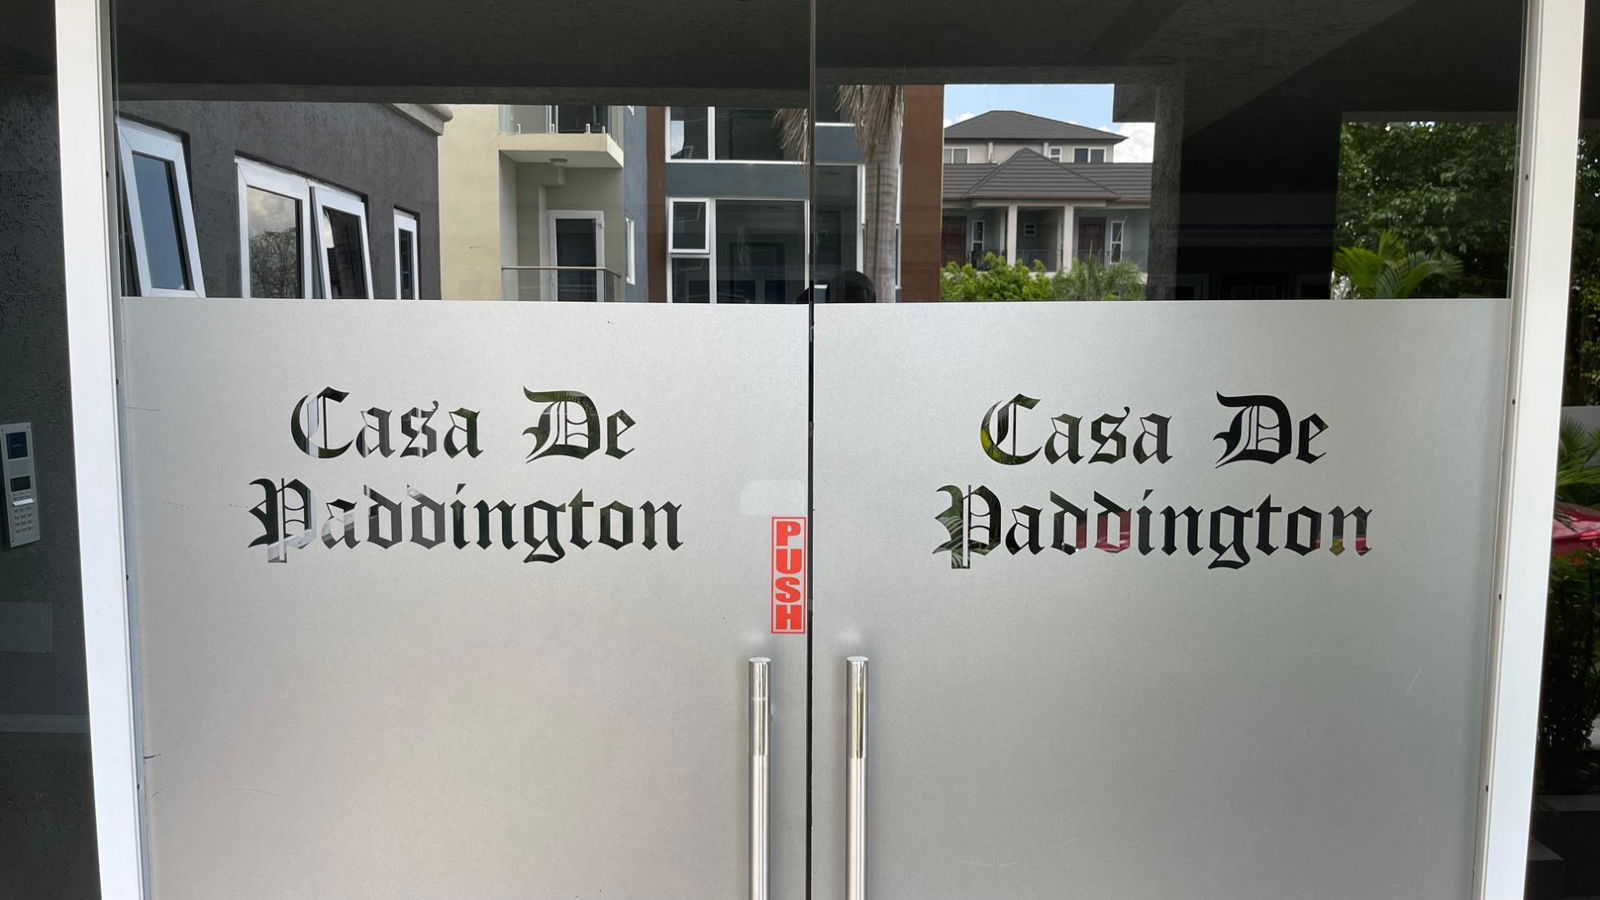 Casa De
Paddington
PUSH
Casa De
Paddington